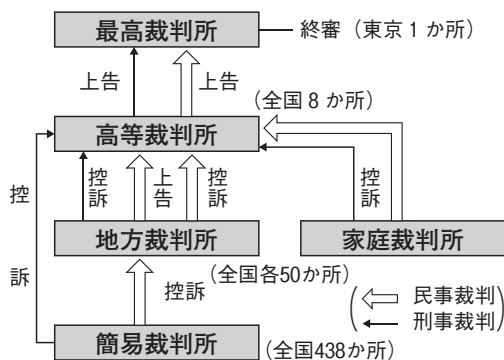 最高裁判所
終審(東京1か所)
上告
上告
(全国8か所)
高等裁判所
控訴
控訴
上告
控訴
控訴
地方裁判所
家庭裁判所
(全国各50か所)
控訴
民事裁判
刑事裁判
簡易裁判所
(全国438か所)